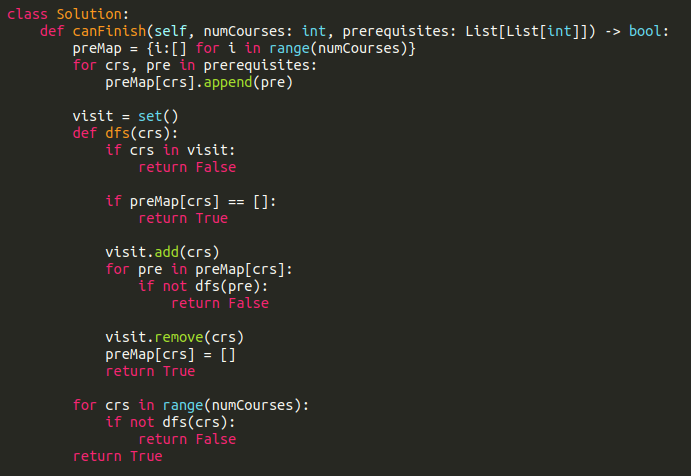 class Solution:
    def canFinish(self, numCourses: int, prerequisites: List[List[int]]) -> bool:
        preMap = {i:[] for i in range(numCourses)}
        for crs, pre in prerequisites:
            preMap[crs].append(pre)

        visit = set()
        def dfs(crs):
            if crs in visit:
                return False

            if preMap[crs] == []:
                return True

            visit.add(crs)
            for pre in preMap[crs]:
                if not dfs(pre):
                    return False

            visit.remove(crs)
            preMap[crs] = []
            return True

        for crs in range(numCourses):
            if not dfs(crs):
                return False
        return True